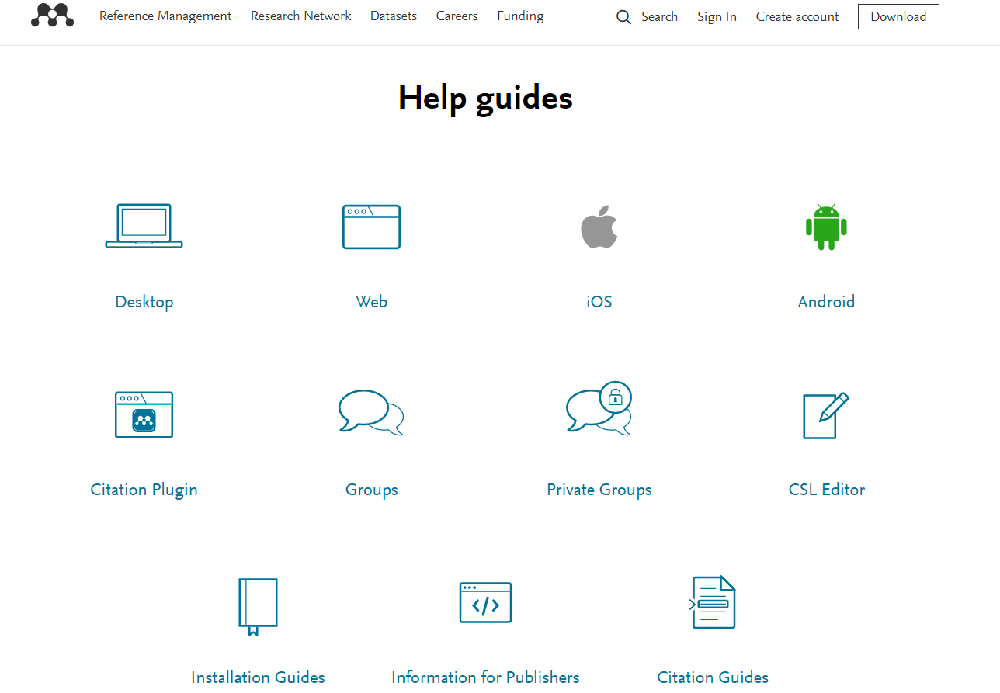 Reference Management Research Network Datasets Careers Funding Search Sign In Create account Download
Help guides
Desktop Web iOS Android
Citation Plugin Groups Private Groups CSL Editor
</>
Installation Guides Information for Publishers Citation Guides